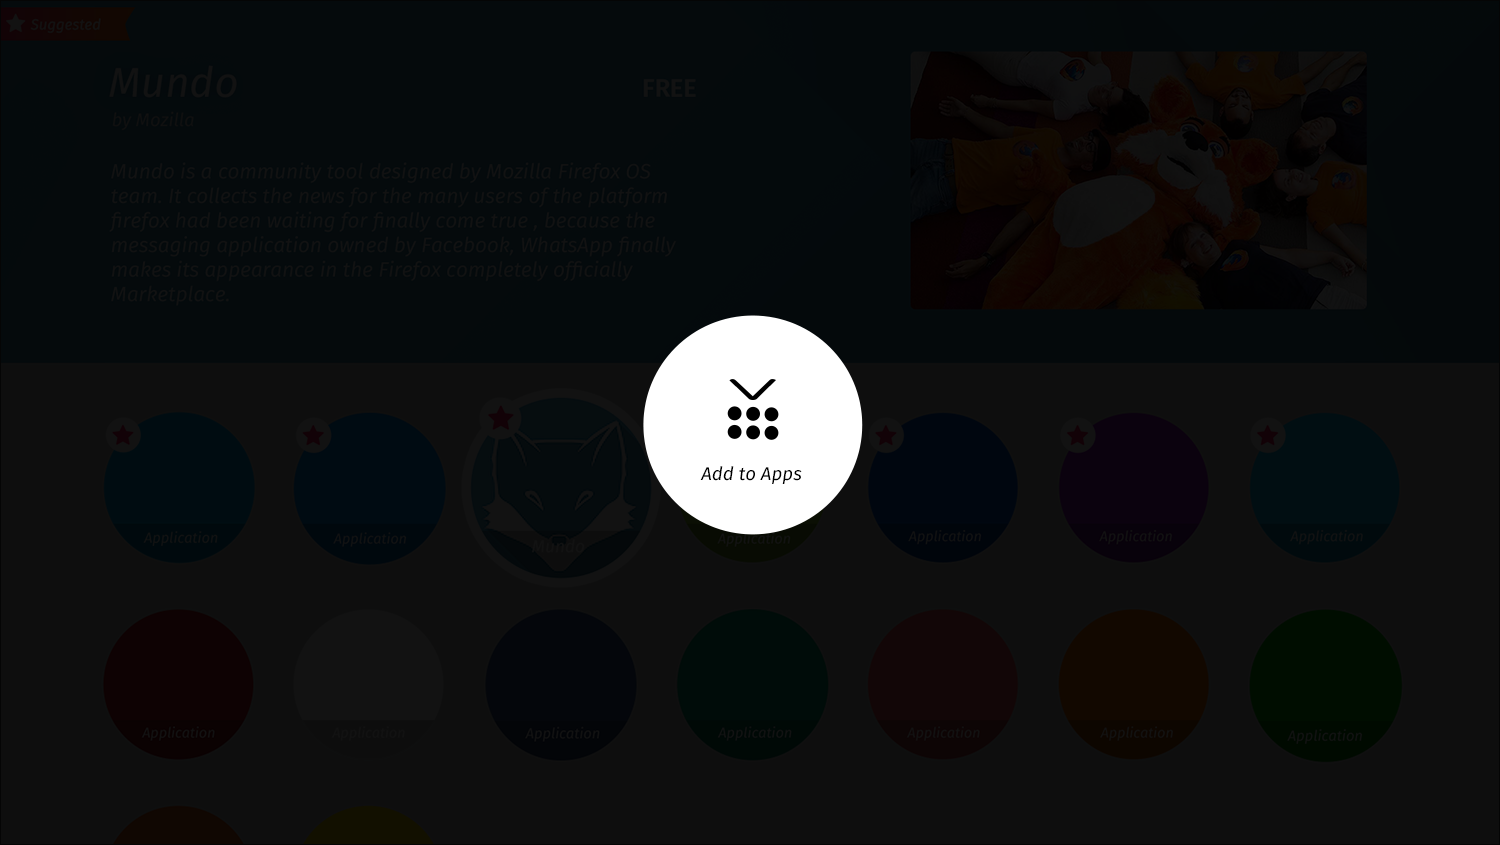 Suggested
Mundo
FREE
by Mozilla
Mundo is a community tool designed by Mozilla Firefox OS
team. It collects the news for the many users of the platform
firefox had been waiting for finally come true , because the
messaging application owned by Facebook, WhatsApp finally
makes its appearance in the Firefox completely officially
Marketplace.
Add to Apps
Application
Application
Mundo
Application
Application
Application
Application
Application
Application
Application
Application
Application
Application
Application